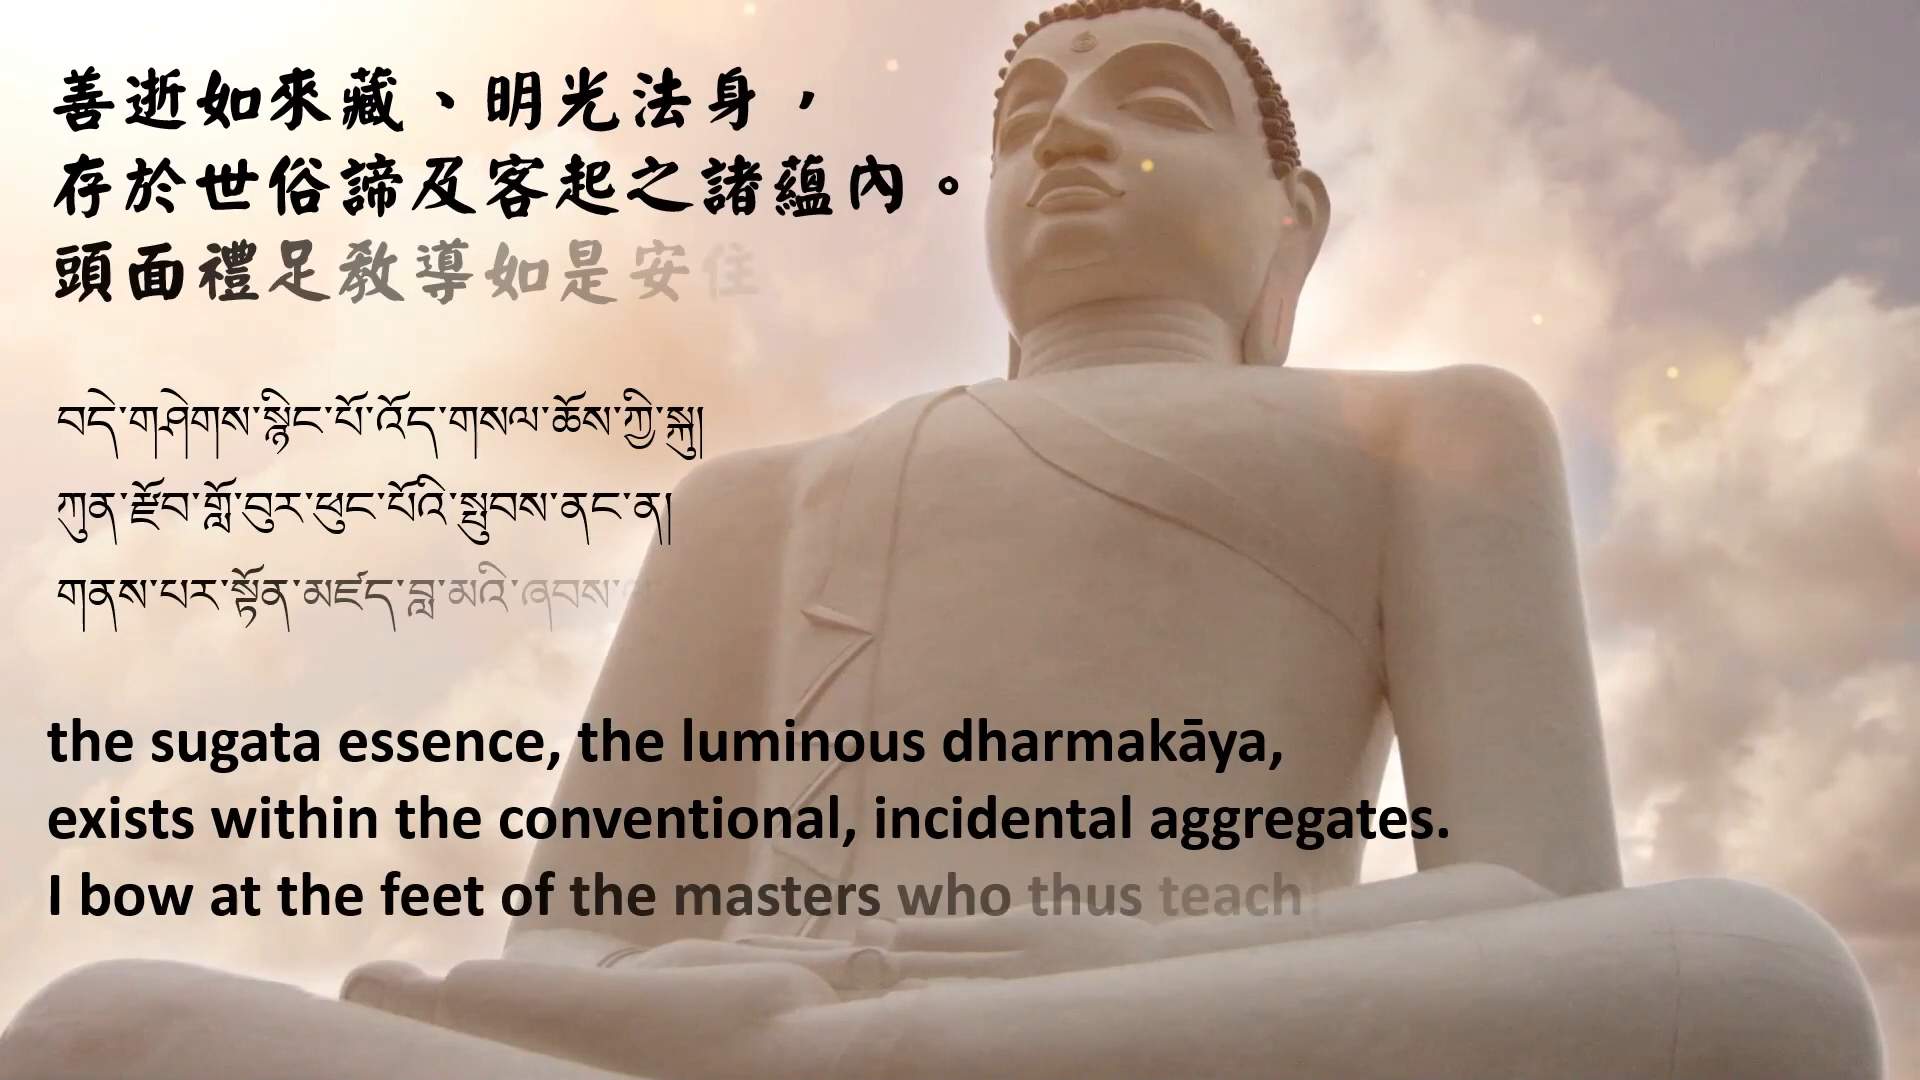 善逝如來藏、明光法身，
存於世俗諦及客起之諸蘊內。
頭面禮足教導如是安住
བདེ་གཤེགས་སྙིང་པོ་འོད་གསལ་ཆོས་ཀྱི་སྐུ།
ཀུན་རྫོབ་གློ་བུར་ཕུང་པོའི་སྦུབས་ནང་ན།
གནས་པར་སྟོན་མཛད་བླ་མའི་ཞབས་
the sugata essence, the luminous dharmakāya,
exists within the conventional, incidental aggregates.
I bow at the feet of the masters who thus teach